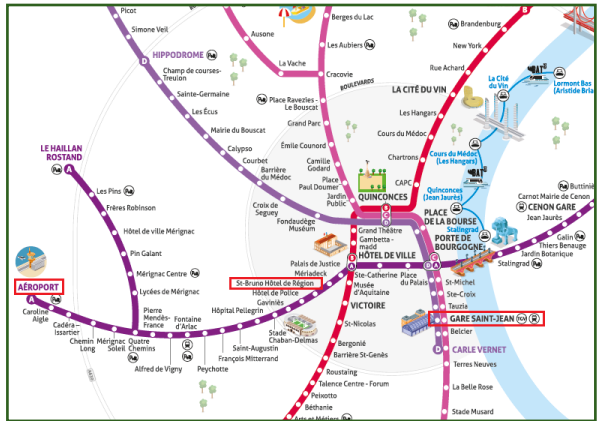 Picot
Simone Veil
HIPPODROME
D
Champ de courses-
Treulon
Sainte-Germaine
Les Écus
Mairie du Bouscat
Calypso
Courbet
Barrière
du Médoc
Croix de
Seguey
Fondaudège
Muséum
Ausone
La Vache
Berges du Lac
Les Aubiers
Cracovie
BOULEVARDS
Place Ravezies -
Le Bouscat
Grand Parc
Émile Counord
Camille
Godard
Place
Paul Doumer
Jardin
Public
B
Brandenburg
New York
Rue Achard
LA CITÉ DU VIN
Les Hangars
Cours du Médoc
Chartrons
CAPC
QUINCONCES
B
C
D
BAT
La Cité
du Vin
Lormont Bas
(Aristide Bria
Cours du Médoc
(Les Hangars)
BAT
Quinconces
(Jean Jaurès)
Stalingrad
PLACE
DE LA BOURSE
PORTE DE
BOURGOGNE
Buttiniè
Carnot Mairie de Cenon
CENON GARE
Jean Jaurès
Galin
Thiers Benauge
Jardin Botanique
Stalingrad
LE HAILLAN
ROSTAND
A
Les Pins
Frères Robinson
Hôtel de ville Mérignac
Pin Galant
Mérignac Centre
Lycées de Mérignac
Pierre
Mendès-
France
AÉROPORT
A
Caroline
Aigle
Cadéra -
Issartier
Chemin
Long
Mérignac
Soleil
Quatre
Chemins
Alfred de Vigny
Fontaine
d'Arlac
Peychotte
François Mitterrand
Saint-Augustin
Stade
Chaban-Delmas
Hôpital Pellegrin
Gaviniès
Hôtel de Police
St-Bruno Hôtel de Région
Mériadeck
Palais de Justice
Grand Théâtre
Gambetta -
madd
HÔTEL DE VILLE
B
A
Ste-Catherine
Place
du Palais
Musée
d'Aquitaine
VICTOIRE
St-Nicolas
Bergonié
Barrière St-Genès
Roustaing
Talence Centre - Forum
Peixotto
Béthanie
Arts et Métiers
St-Michel
Ste-Croix
Tauzia
GARE SAINT-JEAN
Belcier
D
CARLE VERNET
Terres Neuves
La Belle Rose
Stade Musard